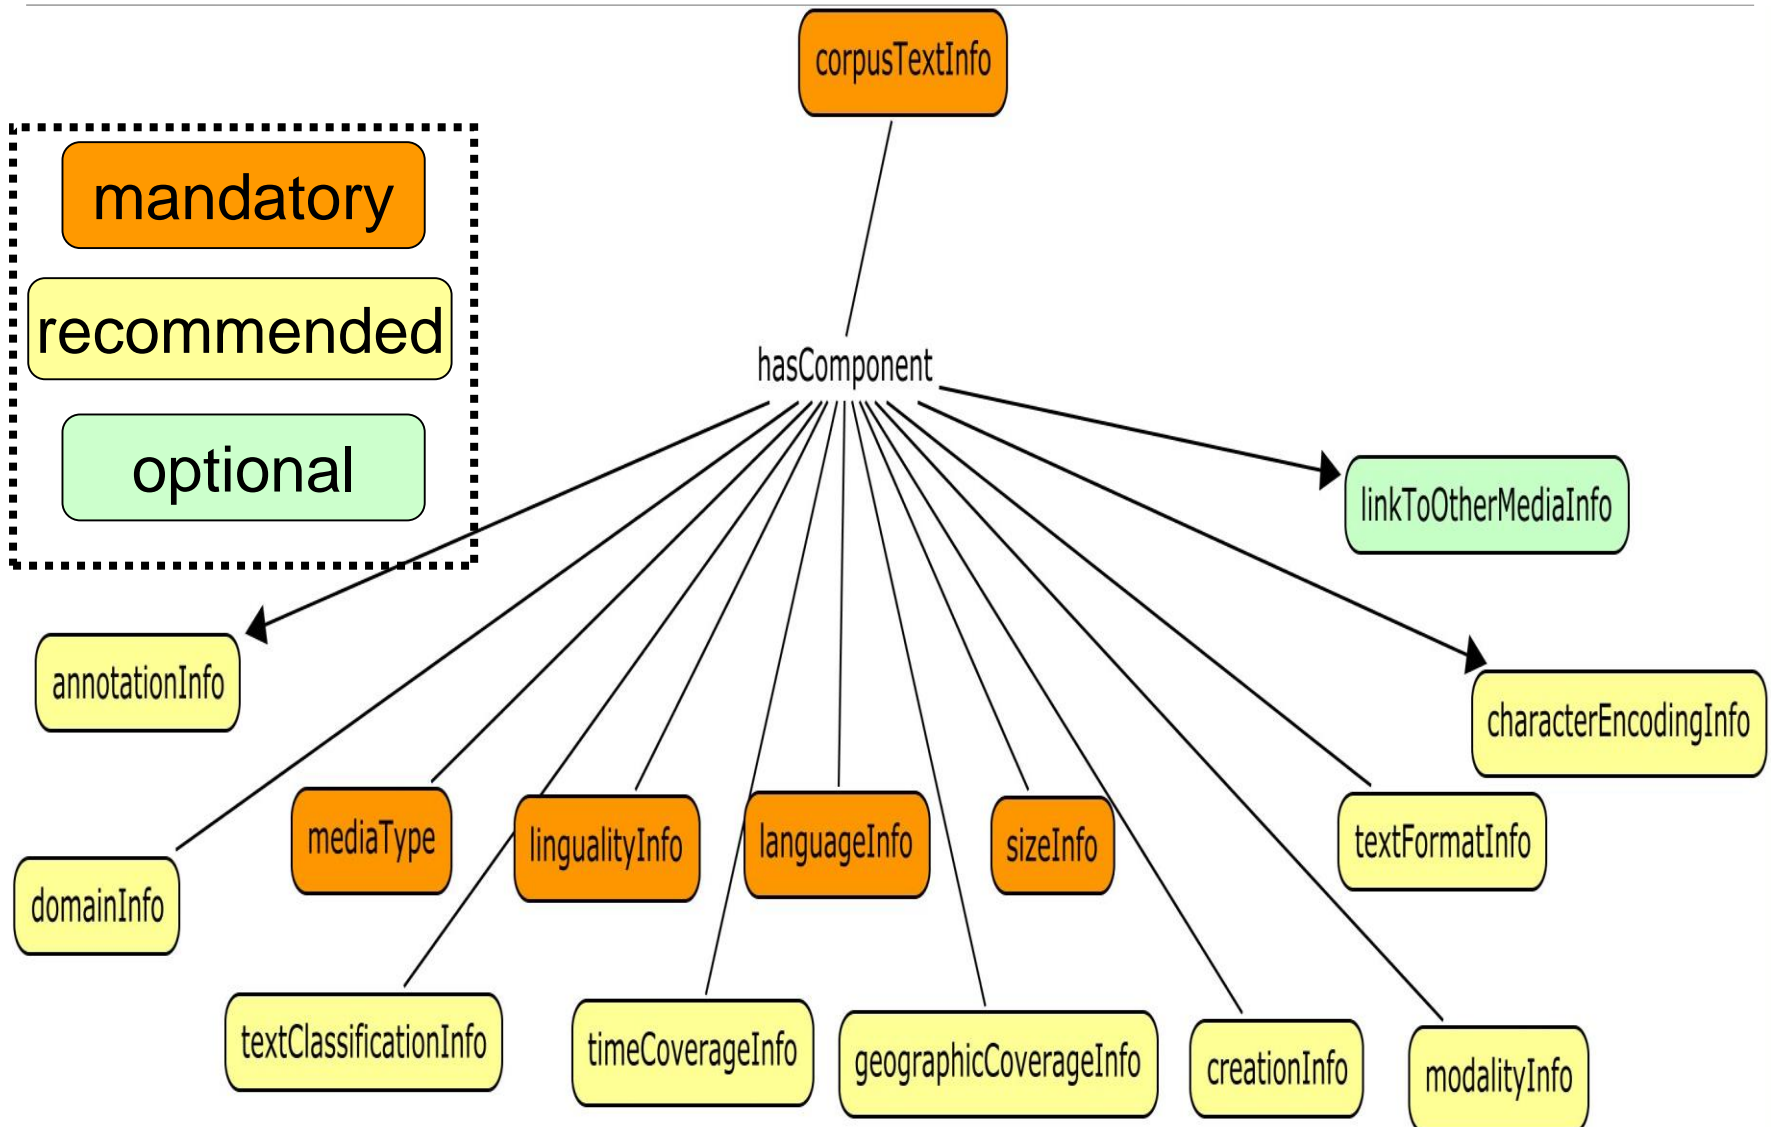 corpusTextInfo
mandatory
recommended
optional
hasComponent
linkToOtherMediaInfo
annotationInfo
characterEncodingInfo
mediaType
lingualityInfo
languageInfo
sizeInfo
textFormatInfo
domainInfo
textClassificationInfo
timeCoverageInfo
geographicCoverageInfo
creationInfo
modalityInfo